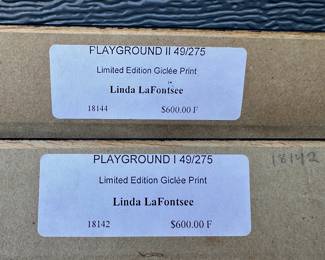 PLAYGROUND II 49/275
Limited Edition Giclée Print
Linda LaFontsee
18144 $600.00 F
PLAYGROUND I 49/275
18142
Limited Edition Giclée Print
Linda LaFontsee
18142 $600.00 F